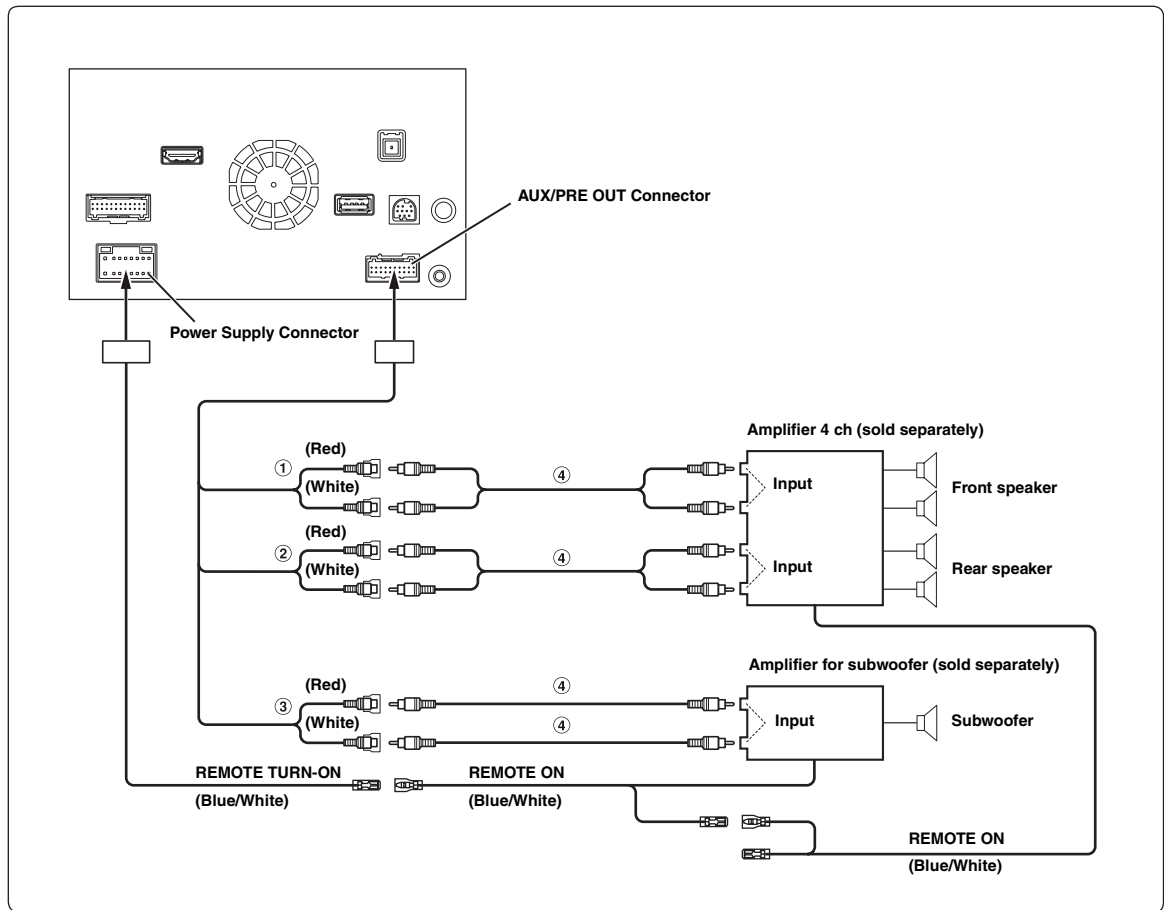 AUX/PRE OUT Connector
Power Supply Connector
Amplifier 4 ch (sold separately)
(Red)
①
④
(White)
Input
Front speaker
(Red)
②
④
(White)
Input
Rear speaker
Amplifier for subwoofer (sold separately)
(Red)
④
③
(White)
④
Input
Subwoofer
REMOTE TURN-ON
(Blue/White)
REMOTE ON
(Blue/White)
REMOTE ON
(Blue/White)